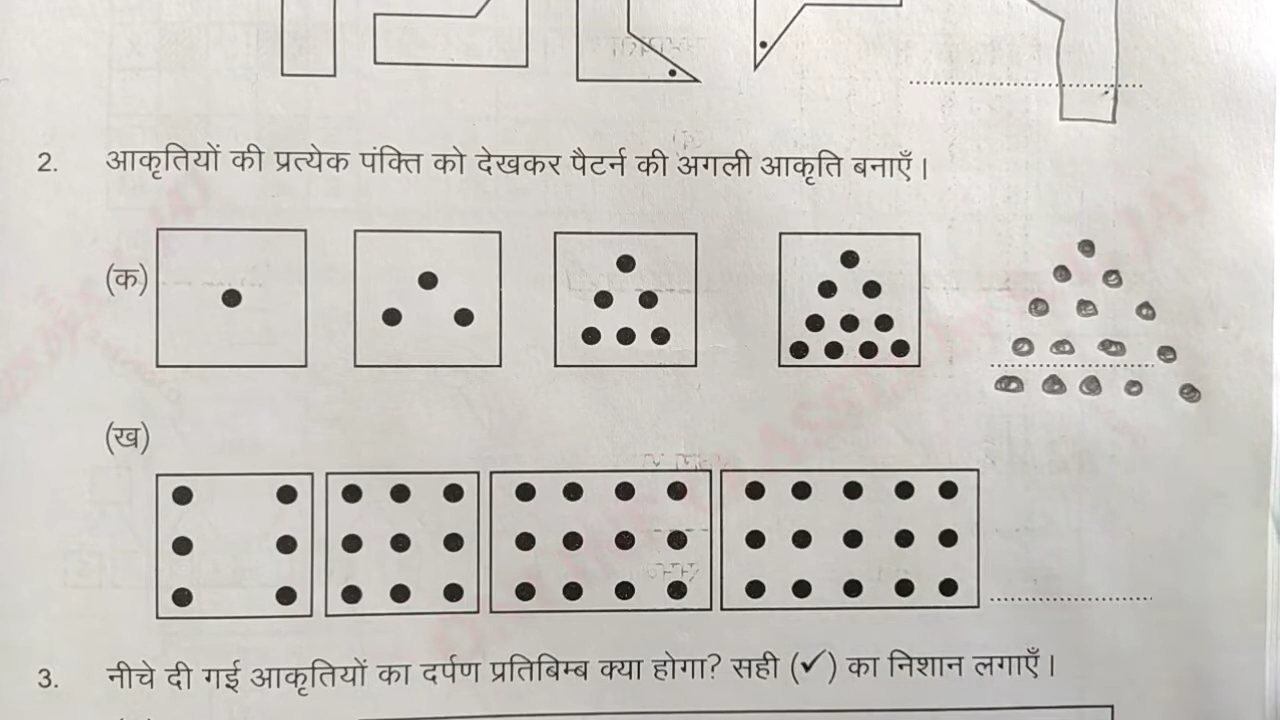 2. आकृतियों की प्रत्येक पंक्ति को देखकर पैटर्न की अगली आकृति बनाएँ।
(क)
(ख)
3. नीचे दी गई आकृतियों का दर्पण प्रतिबिम्ब क्या होगा? सही (✓) का निशान लगाएँ।